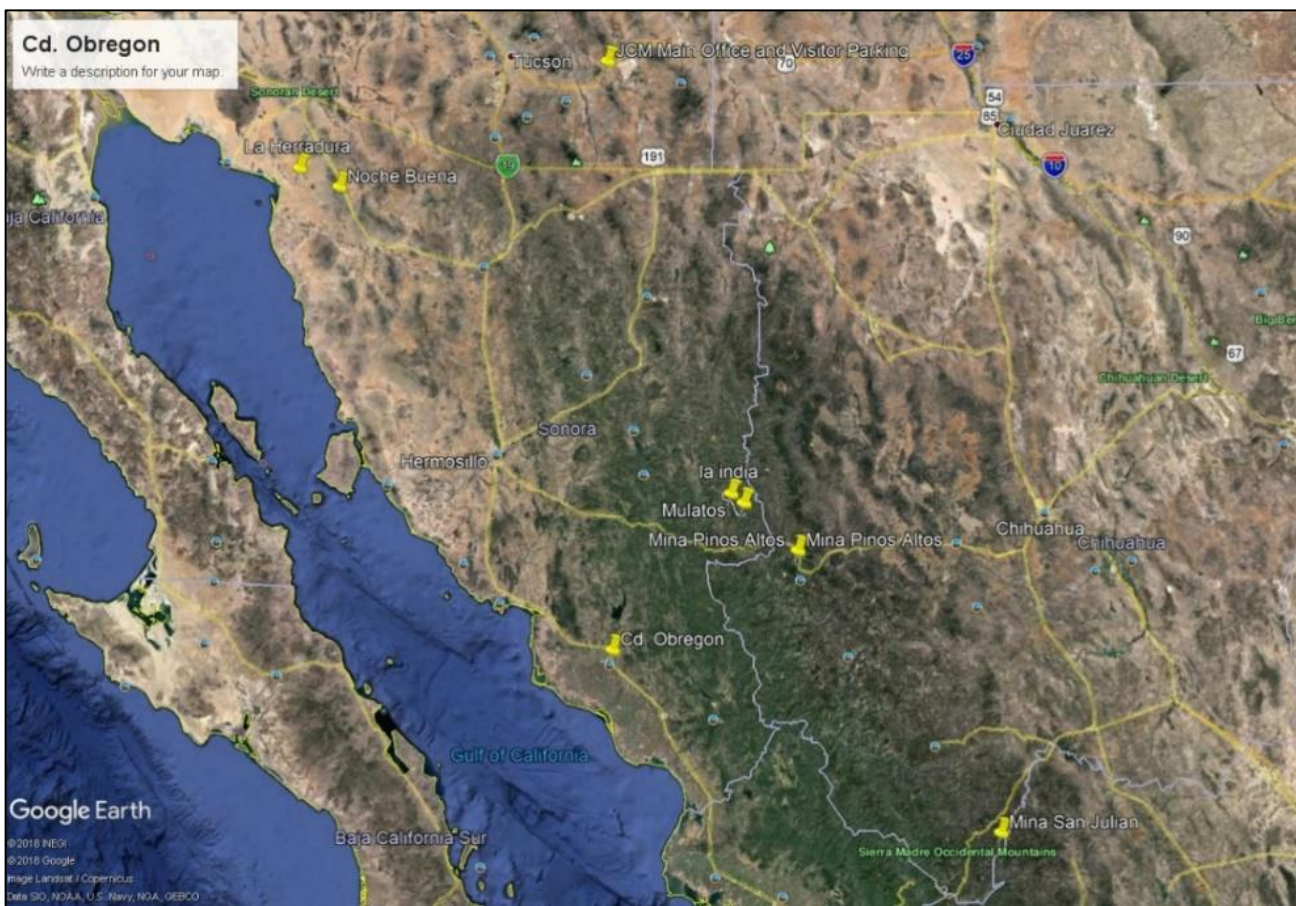 Cd. Obregon
Write a description for your map.
JCM Main Office and Visitor Parking
Tucson
70
25
Sonoran Desert
54
85
Ciudad Juarez
La Herradura
19
191
10
Noche Buena
Baja California
90
Big Ben
67
Chihuahuan Desert
Sonora
Hermosillo
la india
Mulatos
Chihuahua
Mina Pinos Altos
Mina Pinos Altos
Chihuahua
Cd. Obregon
Gulf of California
Google Earth
Mina San Julian
Baja California Sur
Sierra Madre Occidental Mountains
©2018 INEGI
©2018 Google
Image Landsat / Copernicus
Data SIO, NOAA, U.S. Navy, NGA, GEBCO